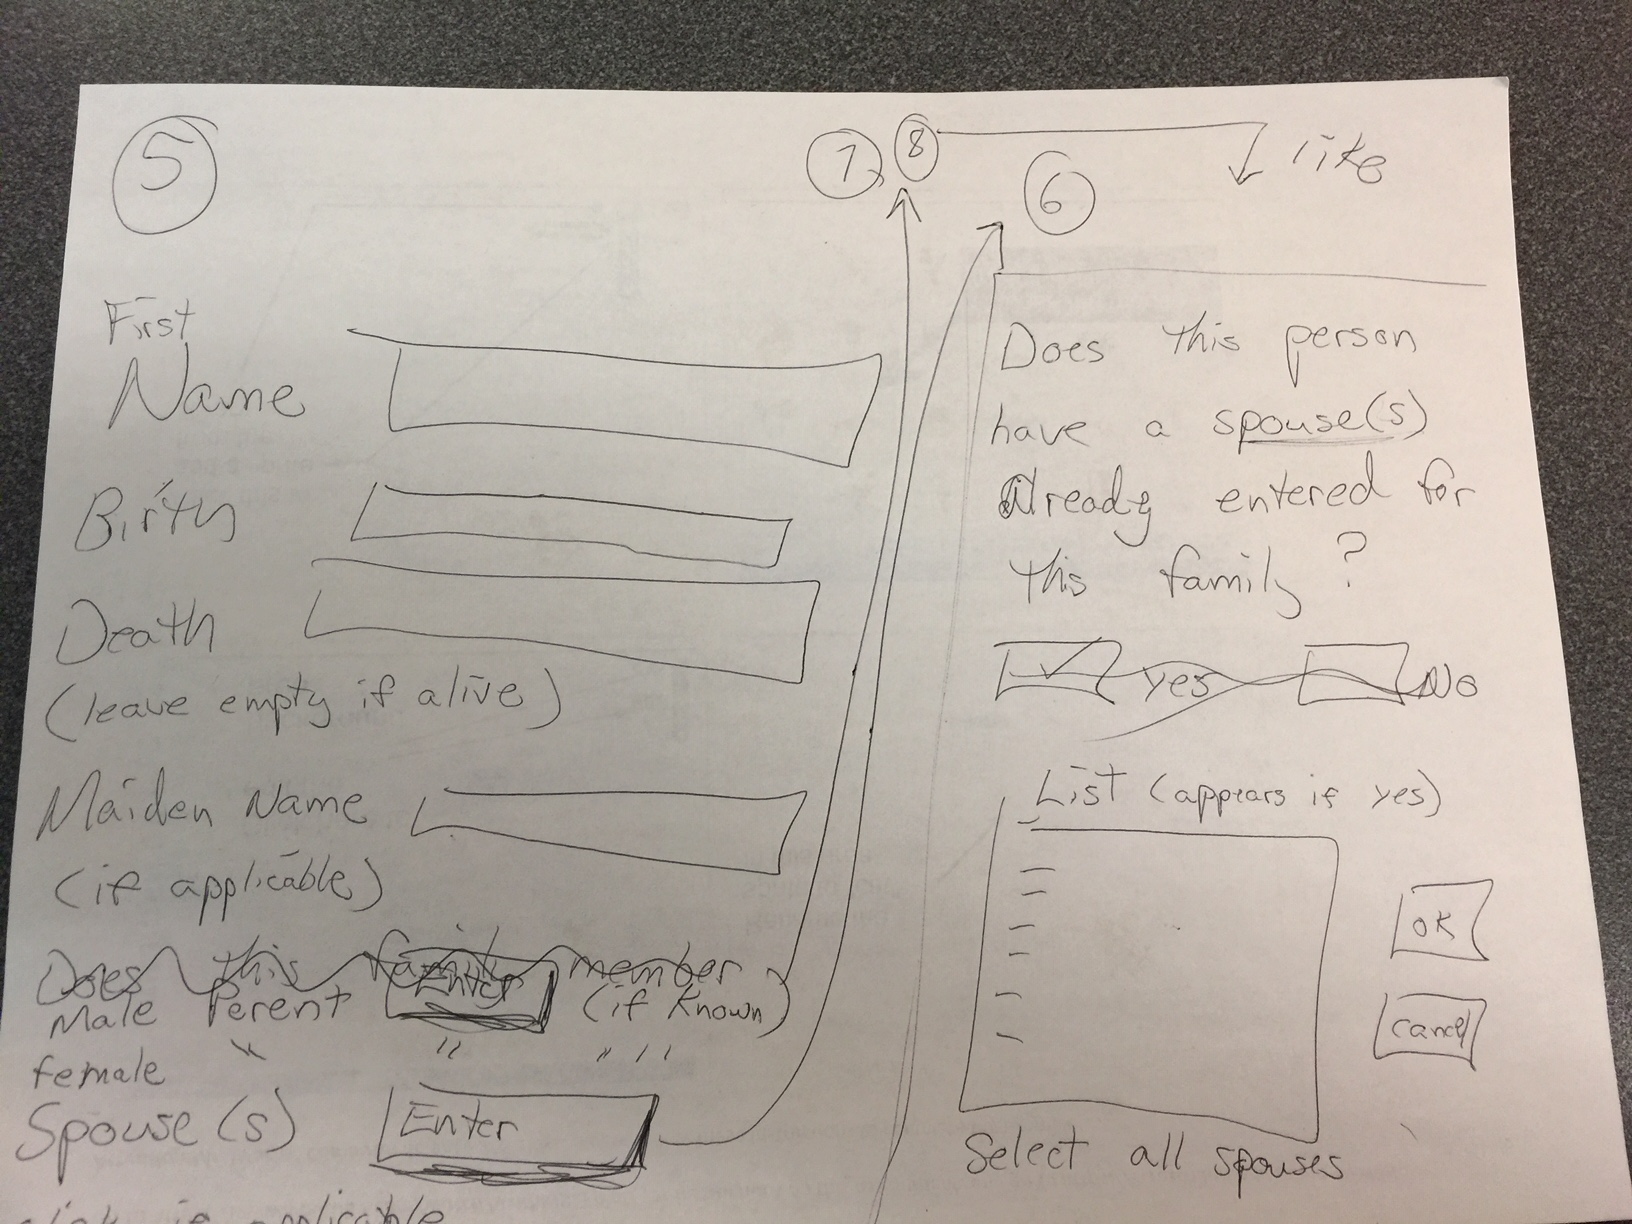 5
First
Name
Birth
Death
(leave empty if alive)
Maiden Name
(if applicable)
Does this family member
Male Perent Enter (if known)
female " " " " "
Spouse(s) Enter
click if applicable
7, 8 like
6
Does this person
have a spouse(s)
Already entered for
this family?
Yes No
List (appears if yes)
OK
Cancel
Select all spouses